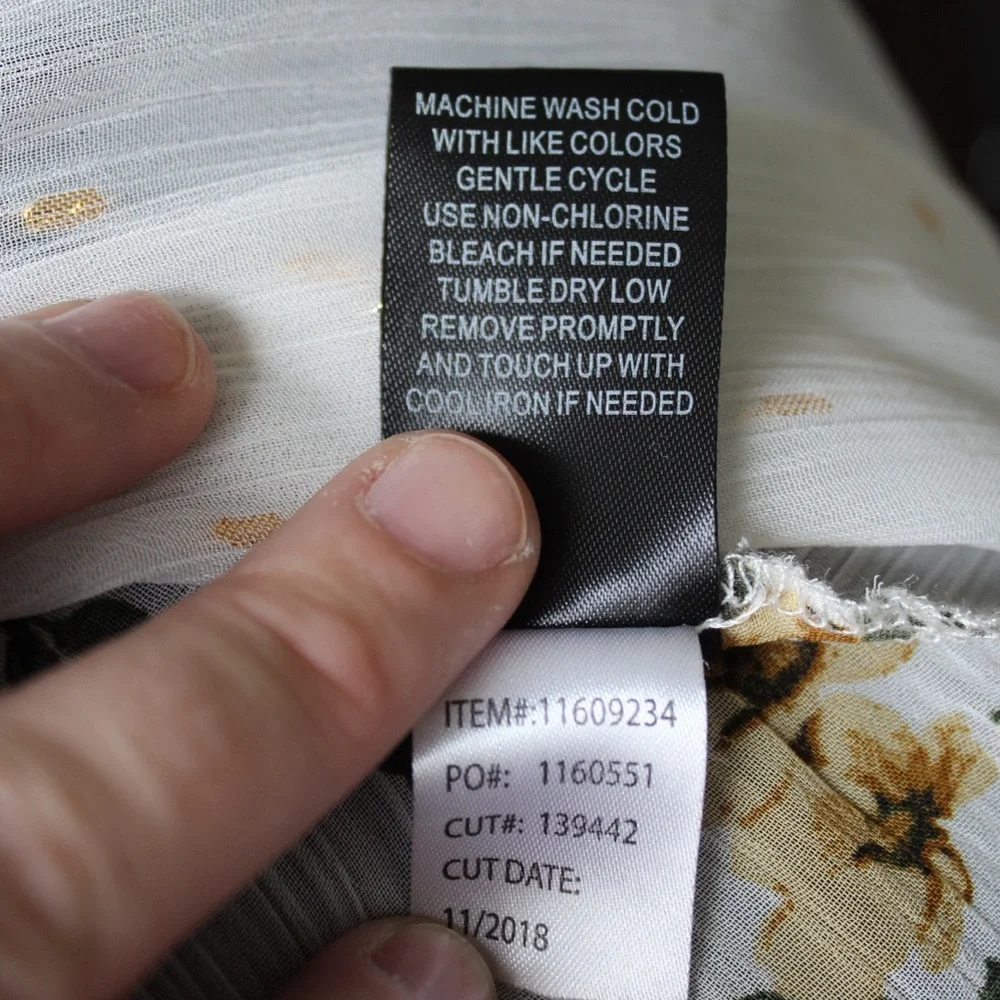 MACHINE WASH COLD
WITH LIKE COLORS
GENTLE CYCLE
USE NON-CHLORINE
BLEACH IF NEEDED
TUMBLE DRY LOW
REMOVE PROMPTLY
AND TOUCH UP WITH
COOL IRON IF NEEDED
ITEM#:11609234
PO#: 1160551
CUT#: 139442
CUT DATE:
11/2018